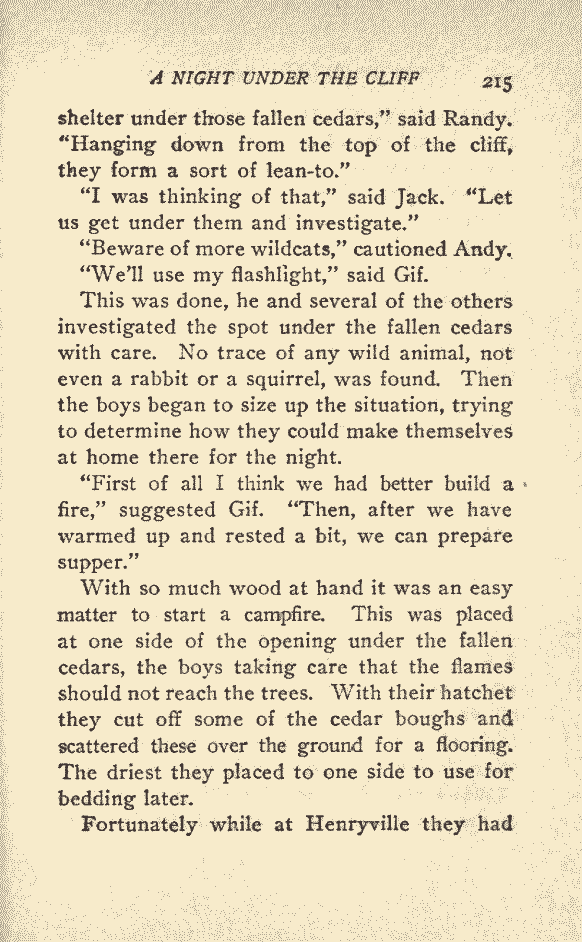 A NIGHT UNDER THE CLIFF 215
shelter under those fallen cedars,” said Randy.
“Hanging down from the top of the cliff,
they form a sort of lean-to.”
“I was thinking of that,” said Jack. “Let
us get under them and investigate.”
“Beware of more wildcats,” cautioned Andy.
“We’ll use my flashlight,” said Gif.
This was done, he and several of the others
investigated the spot under the fallen cedars
with care. No trace of any wild animal, not
even a rabbit or a squirrel, was found. Then
the boys began to size up the situation, trying
to determine how they could make themselves
at home there for the night.
“First of all I think we had better build a
fire,” suggested Gif. “Then, after we have
warmed up and rested a bit, we can prepare
supper.”
With so much wood at hand it was an easy
matter to start a campfire. This was placed
at one side of the opening under the fallen
cedars, the boys taking care that the flames
should not reach the trees. With their hatchet
they cut off some of the cedar boughs and
scattered these over the ground for a flooring.
The driest they placed to one side to use for
bedding later.
Fortunately while at Henryville they had